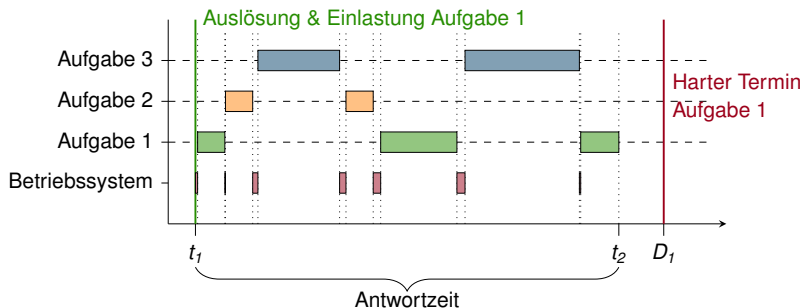 Auslösung & Einlastung Aufgabe 1
Aufgabe 3
Aufgabe 2
Aufgabe 1
Betriebssystem
Harter Termin
Aufgabe 1
t1
t2
D1
Antwortzeit